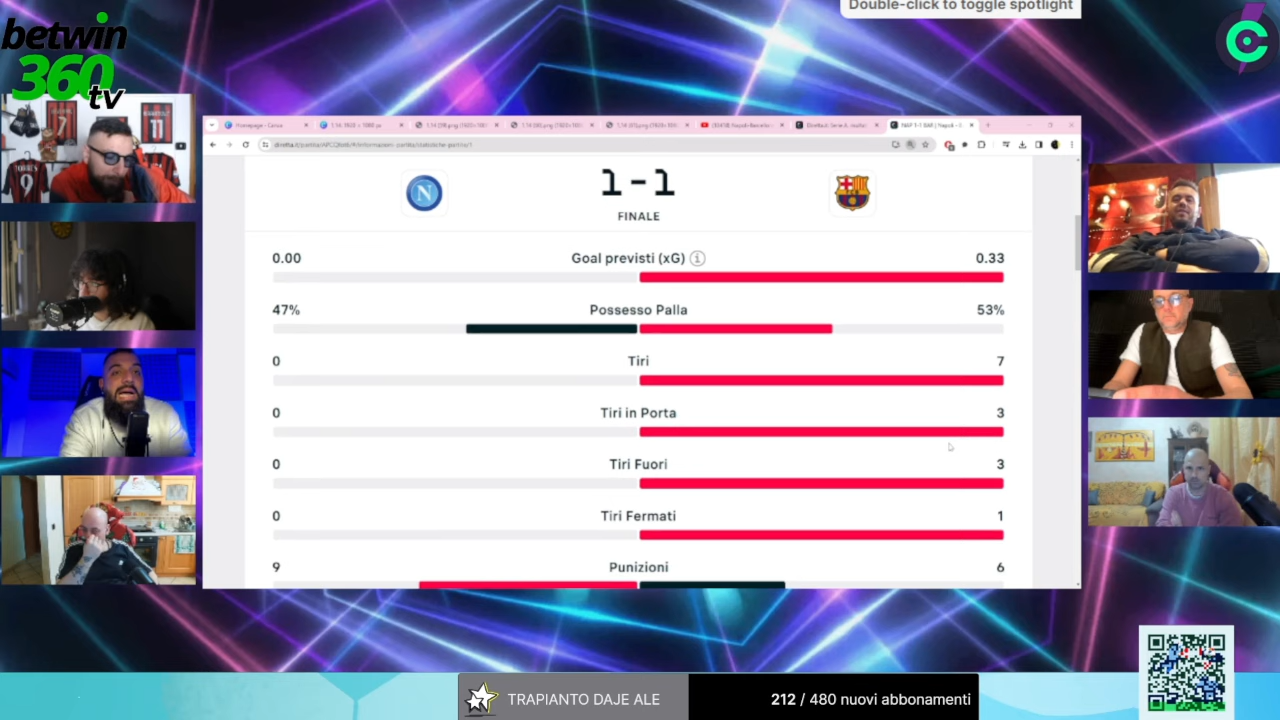 Double-click to toggle spotlight
betwin
360
tv
1-1
FINALE
0.00 Goal previsti (xG) 0.33
47% Possesso Palla 53%
0 Tiri 7
0 Tiri in Porta 3
0 Tiri Fuori 3
0 Tiri Fermati 1
9 Punizioni 6
TRAPIANTO DAJE ALE
212 / 480 nuovi abbonamenti